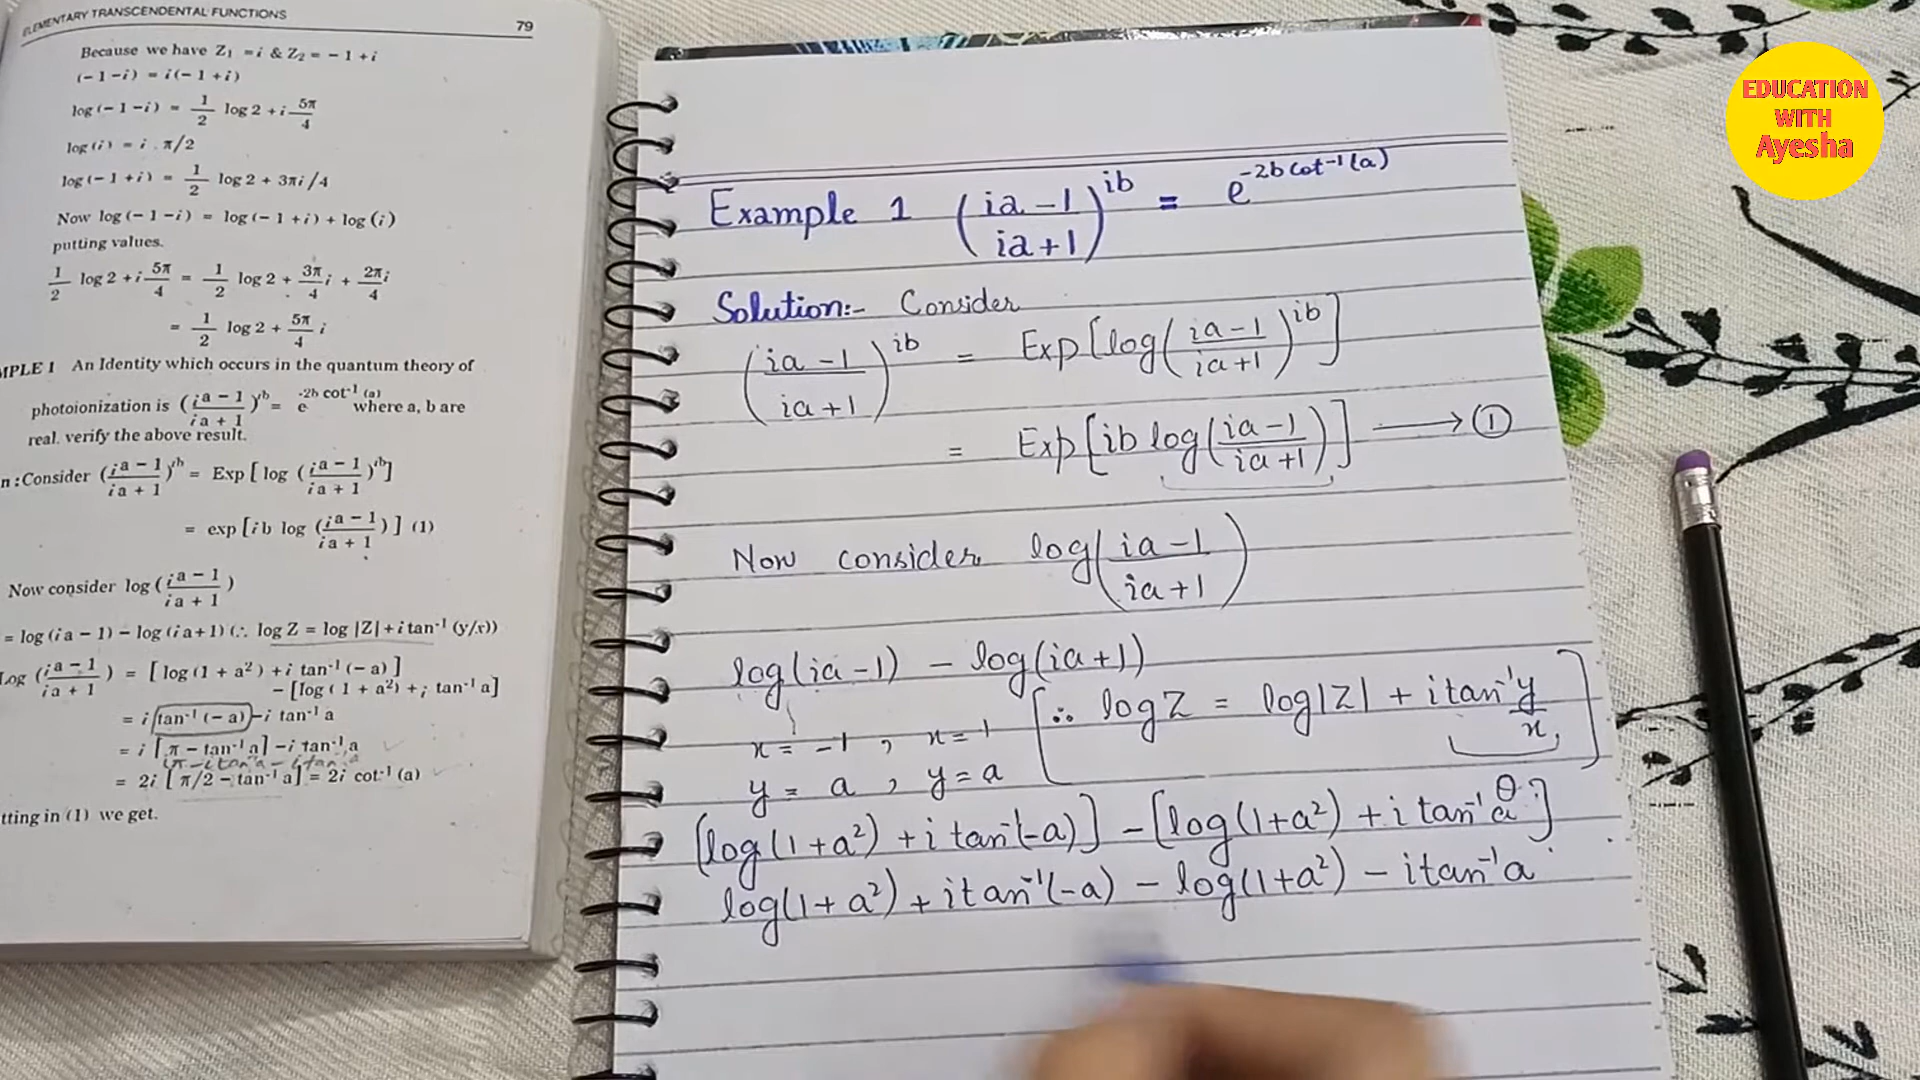 ELEMENTARY TRANSCENDENTAL FUNCTIONS 79
Because we have Z₁ = i & Z₂ = − 1 + i
(− 1 − i) = i (− 1 + i)
log (− 1 − i) = 1/2 log 2 + i 5π/4
log (i) = i . π/2
log (− 1 + i) = 1/2 log 2 + 3πi/4
Now log (− 1 − i) = log (− 1 + i) + log (i)
putting values.
1/2 log 2 + i 5π/4 = 1/2 log 2 + 3π/4 i + 2π/4 i
= 1/2 log 2 + 5π/4 i
MPLE 1 An Identity which occurs in the quantum theory of
photoionization is (ia − 1/ia + 1)^ib = e^-2b cot⁻¹ (a) where a, b are
real. verify the above result.
n : Consider (ia − 1/ia + 1)^ib = Exp [ log (ia − 1/ia + 1)^ib]
= exp [ib log (ia − 1/ia + 1)] (1)
Now consider log (ia − 1/ia + 1)
= log (ia − 1) − log (ia + 1) (∴ log Z = log |Z| + i tan⁻¹ (y/x))
Log (ia − 1/ia + 1) = [ log (1 + a²) + i tan⁻¹ (− a) ]
− [log ( 1 + a²) + i tan⁻¹ a]
= i tan⁻¹ (− a) − i tan⁻¹ a
= i [ π − tan⁻¹ a] − i tan⁻¹ a
iπ − i tan⁻¹a − i tan⁻¹a
= 2i [ π/2 − tan⁻¹ a] = 2i cot⁻¹ (a)
tting in (1) we get.
Example 1 (ia − 1/ia + 1)^ib = e^-2b cot⁻¹(a)
Solution:- Consider
(ia − 1/ia + 1)^ib = Exp[log(ia − 1/ia + 1)^ib]
= Exp[ib log(ia − 1/ia + 1)] → ①
Now consider log(ia − 1/ia + 1)
log(ia − 1) − log(ia + 1)
[∴ logZ = log|Z| + i tan⁻¹ y/x]
x = −1 , x = 1
y = a , y = a
θ
[log(1 + a²) + i tan⁻¹(−a)] − [log(1 + a²) + i tan⁻¹ a]
log(1 + a²) + i tan⁻¹(−a) − log(1 + a²) − i tan⁻¹ a
EDUCATION
WITH
Ayesha